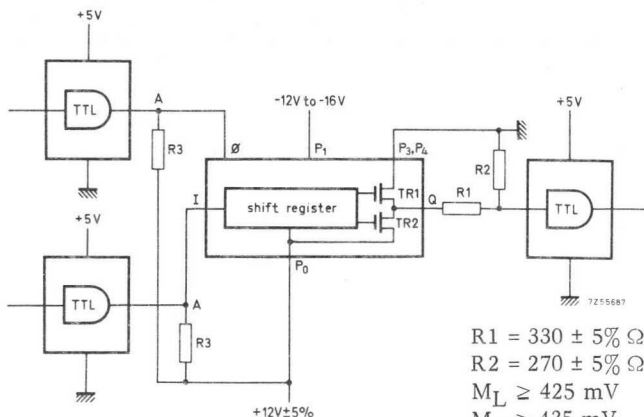 +5V
TTL
A
R3
-12V to -16V
+5V
Ø
P1
P3,P4
R2
I
shift register
TR1
TR2
Q
R1
TTL
+5V
P0
TTL
A
R3
7Z55687
+12V±5%
R1 = 330 ± 5% Ω
R2 = 270 ± 5% Ω
ML ≥ 425 mV